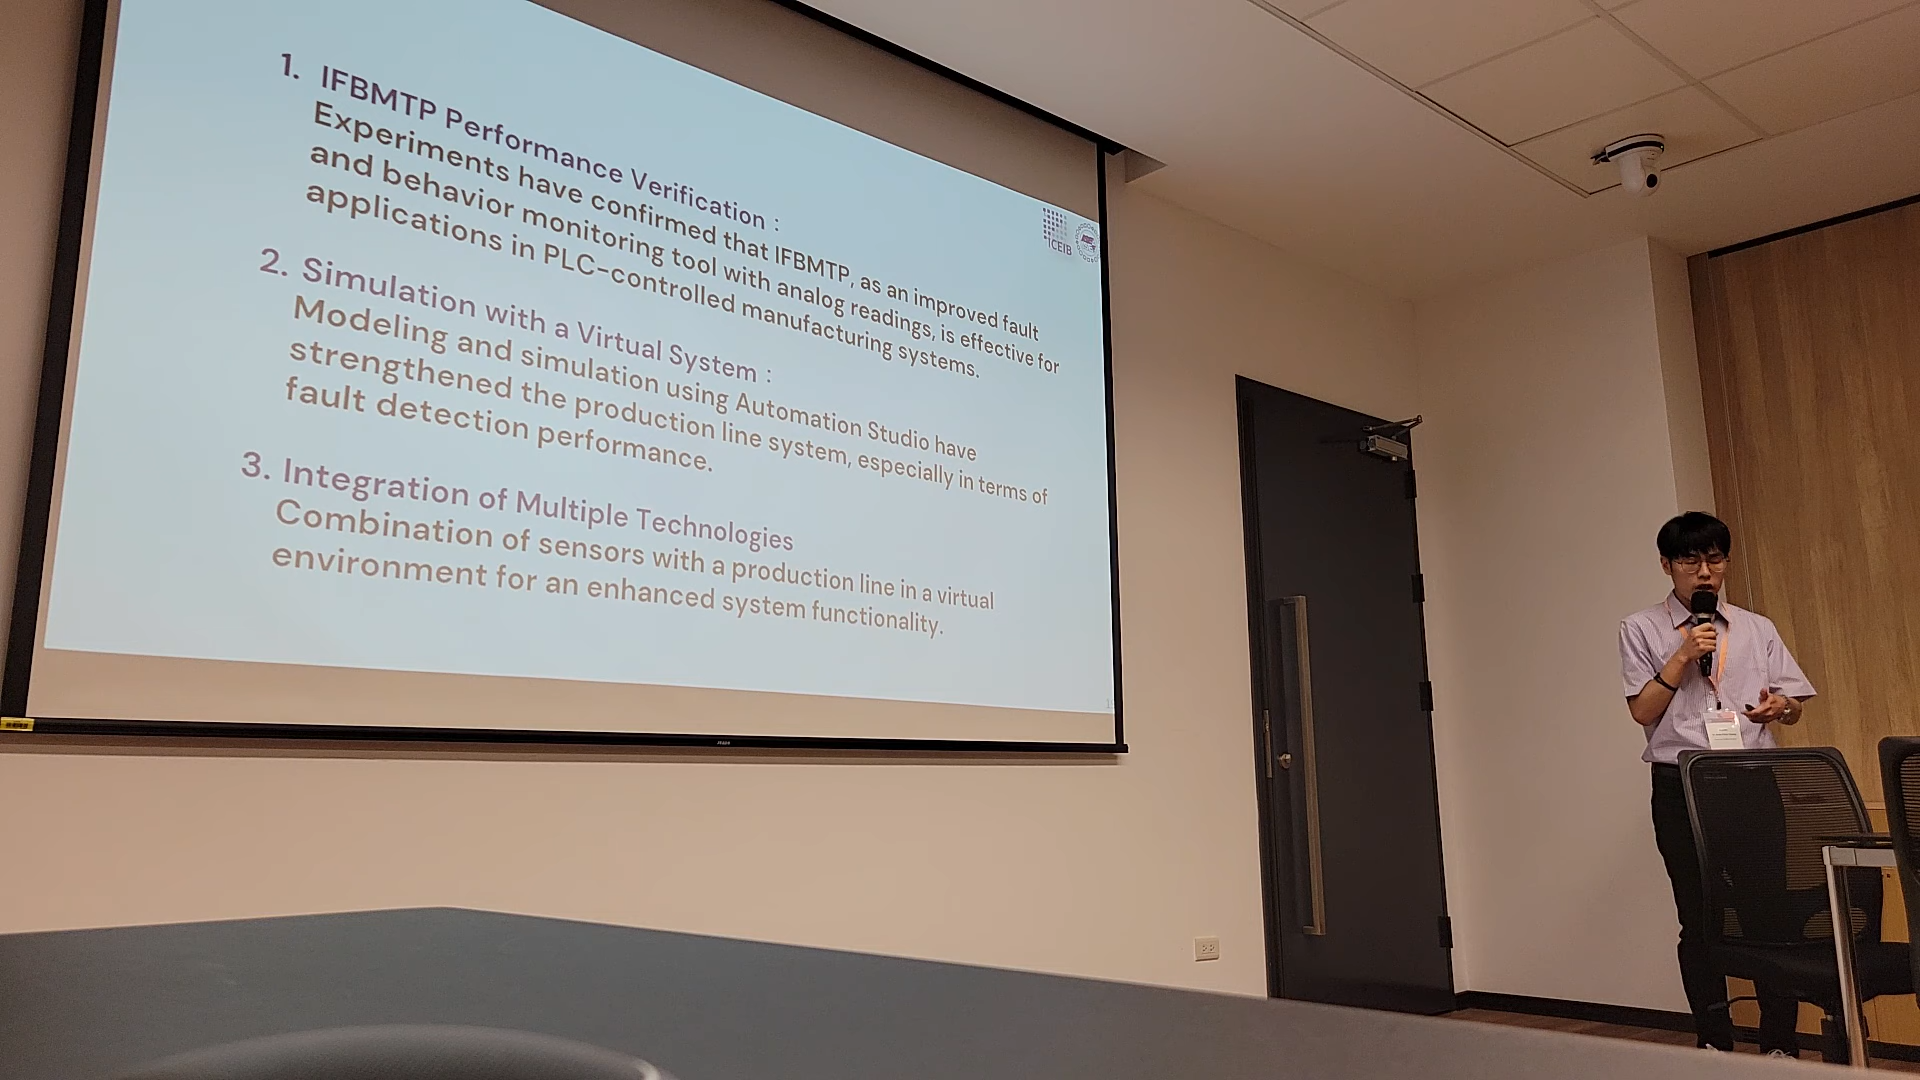 1. IFBMTP Performance Verification :
Experiments have confirmed that IFBMTP, as an improved fault
and behavior monitoring tool with analog readings, is effective for
applications in PLC-controlled manufacturing systems.
2. Simulation with a Virtual System :
Modeling and simulation using Automation Studio have
strengthened the production line system, especially in terms of
fault detection performance.
3. Integration of Multiple Technologies
Combination of sensors with a production line in a virtual
environment for an enhanced system functionality.
ICEIB